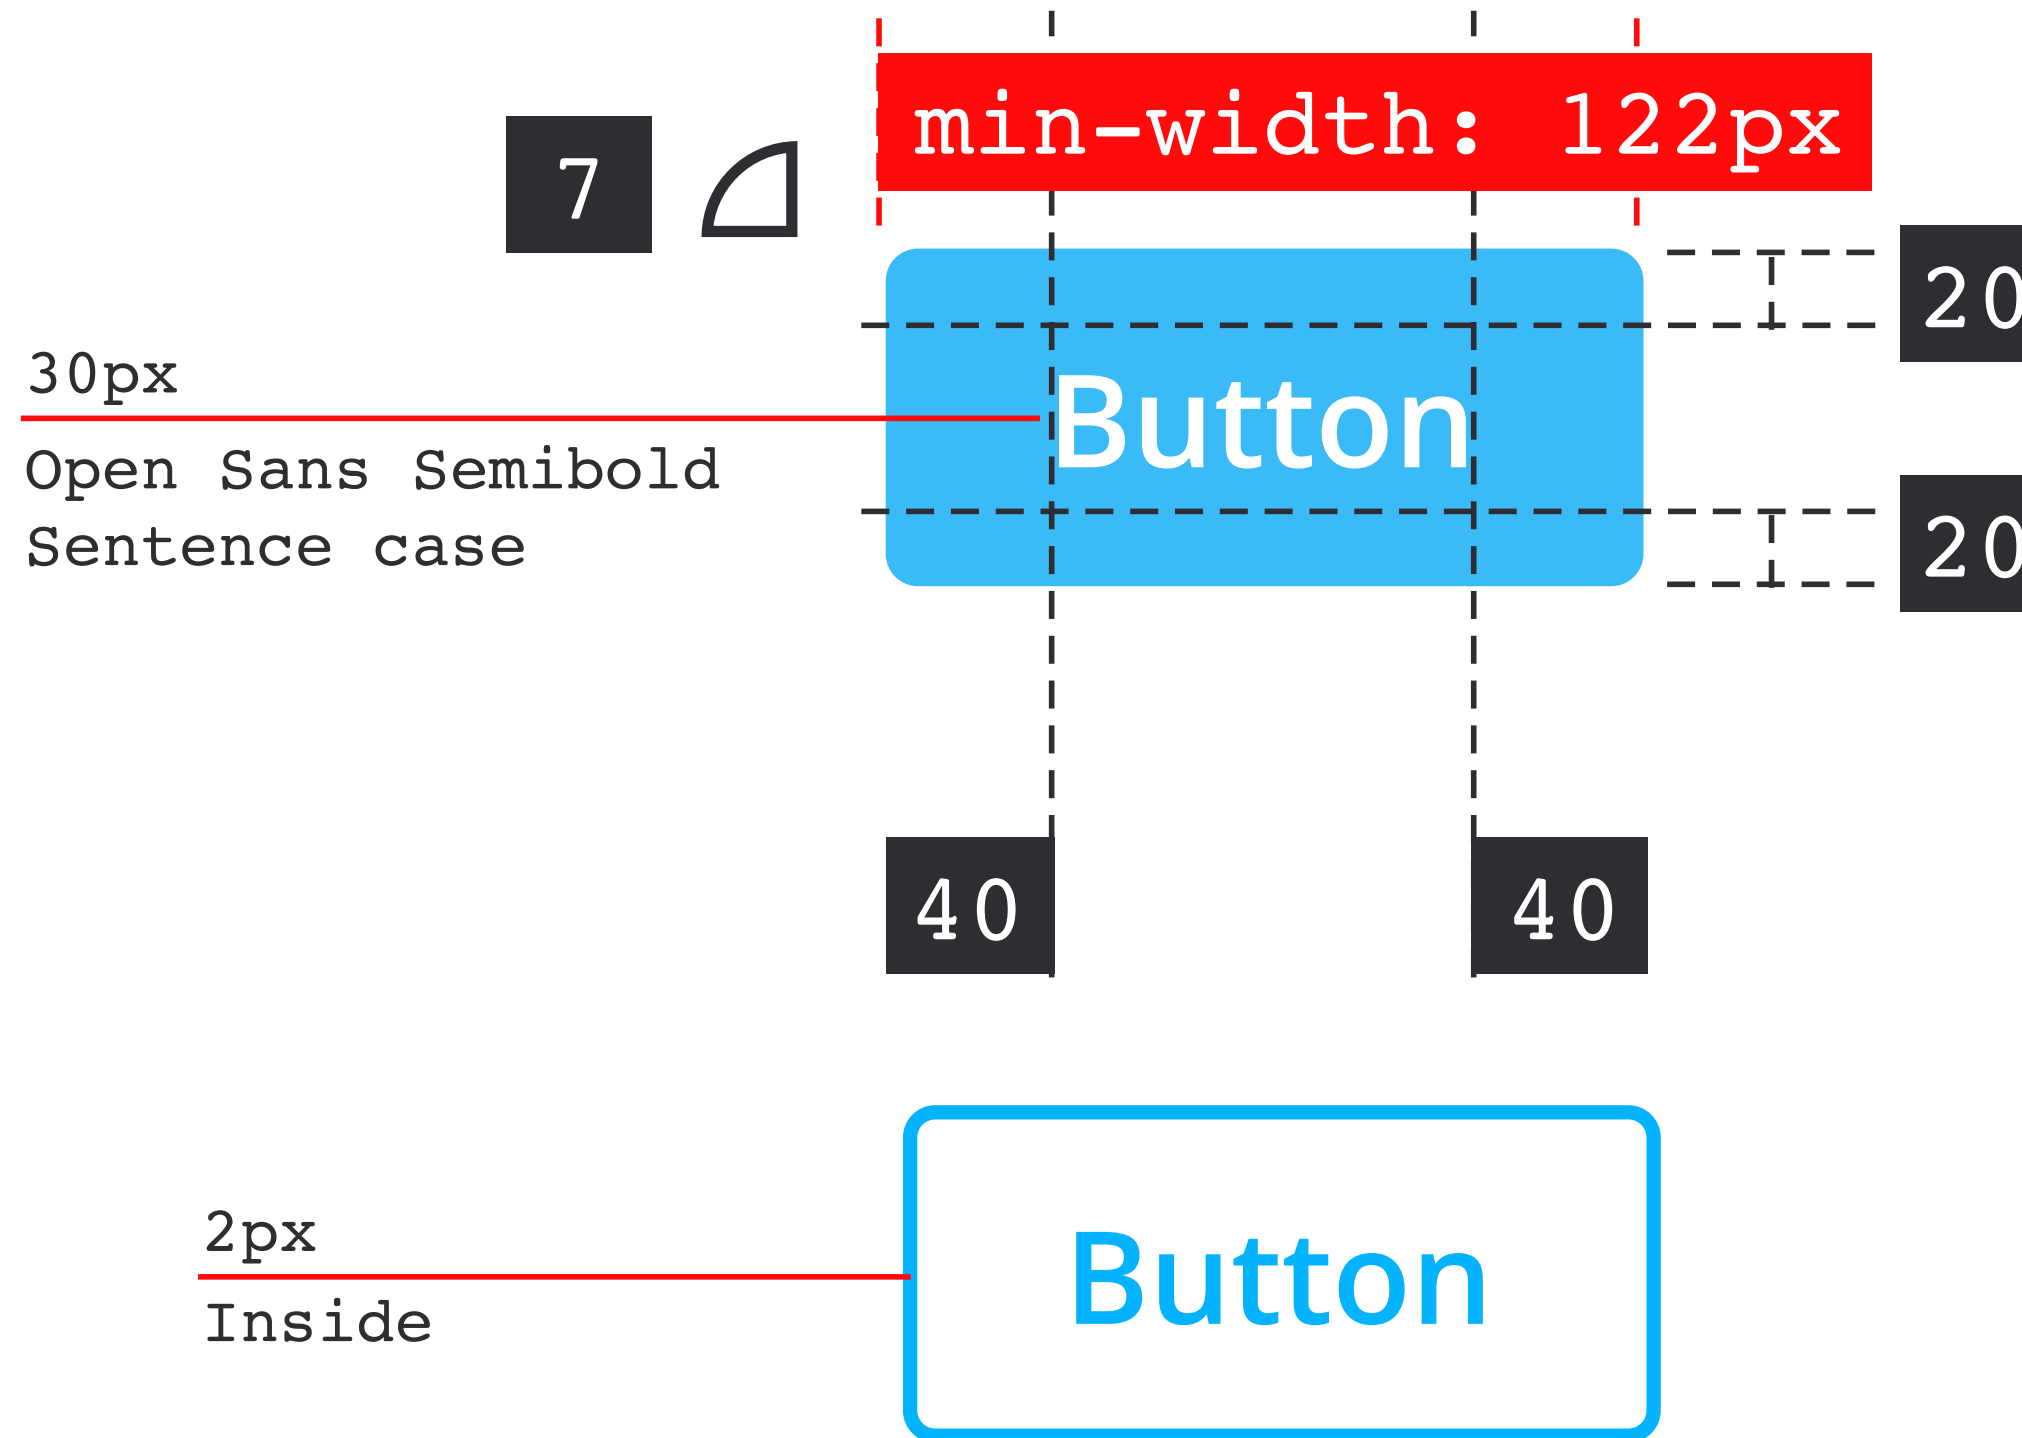 min-width: 122px
7
20
30px
Button
Open Sans Semibold
Sentence case
20
40
40
2px
Button
Inside